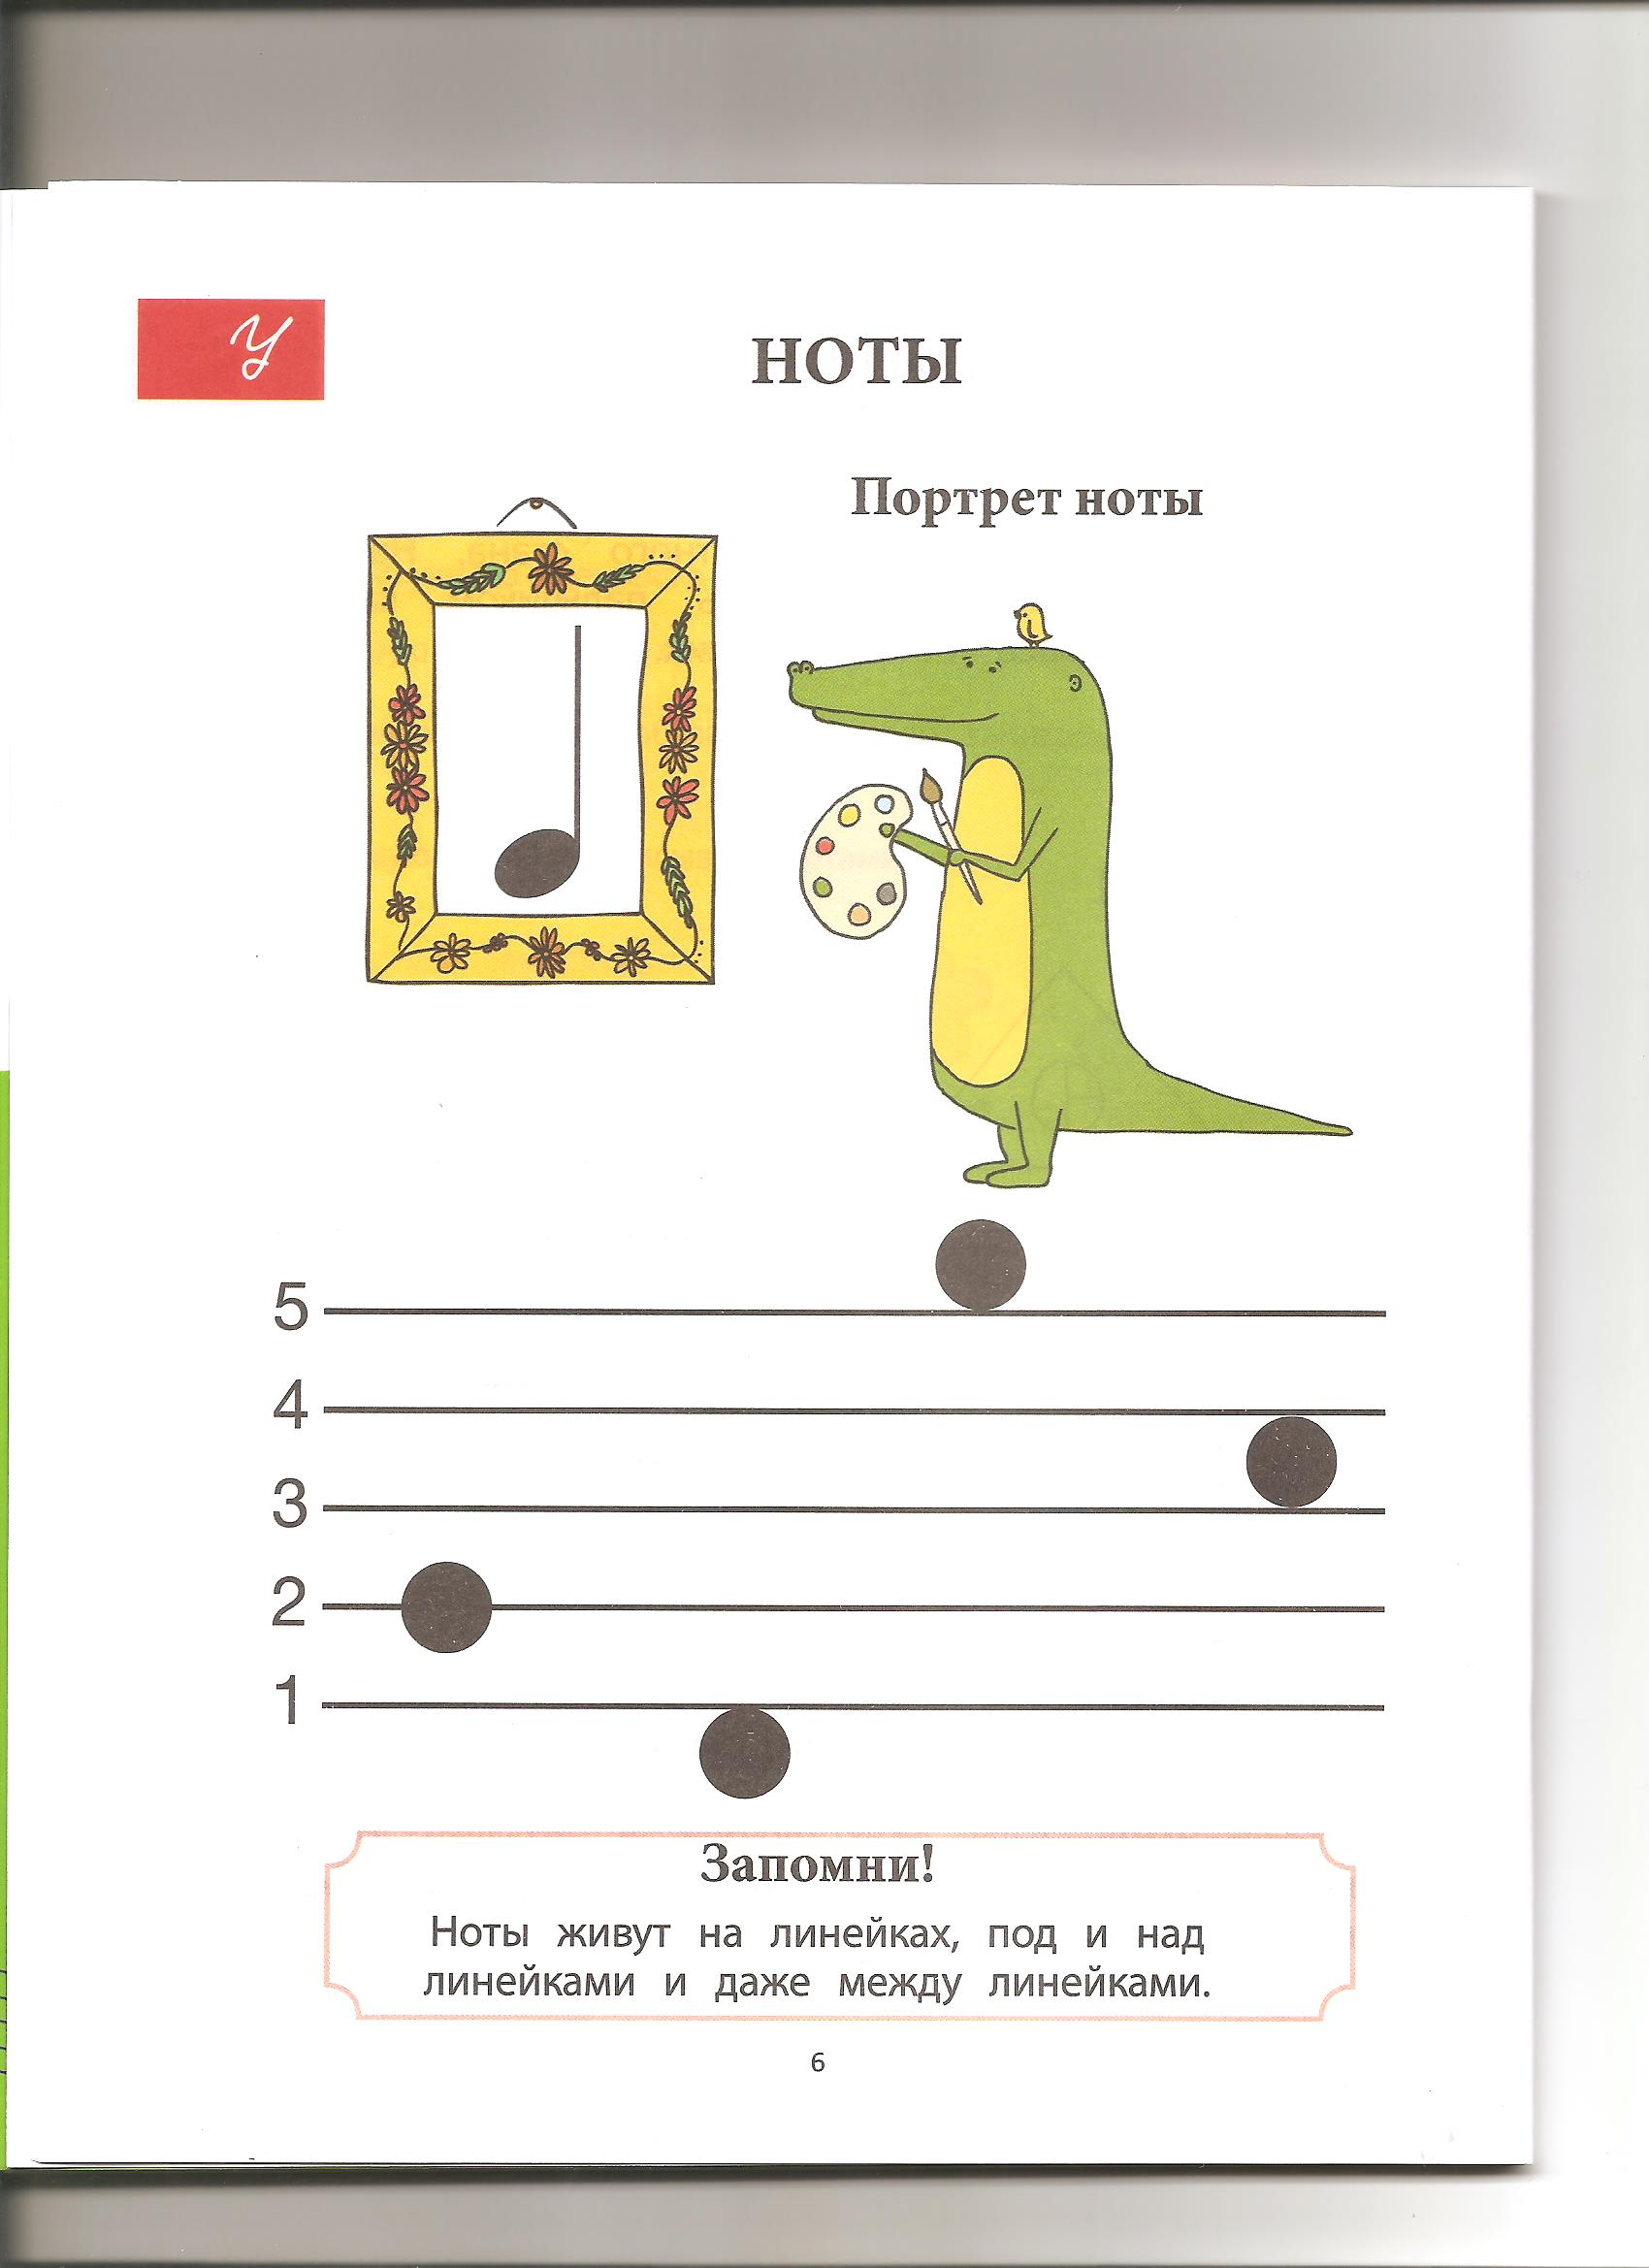 У
НОТЫ
Портрет ноты
5
4
3
2
1
Запомни!
Ноты живут на линейках, под и над
линейками и даже между линейками.
6